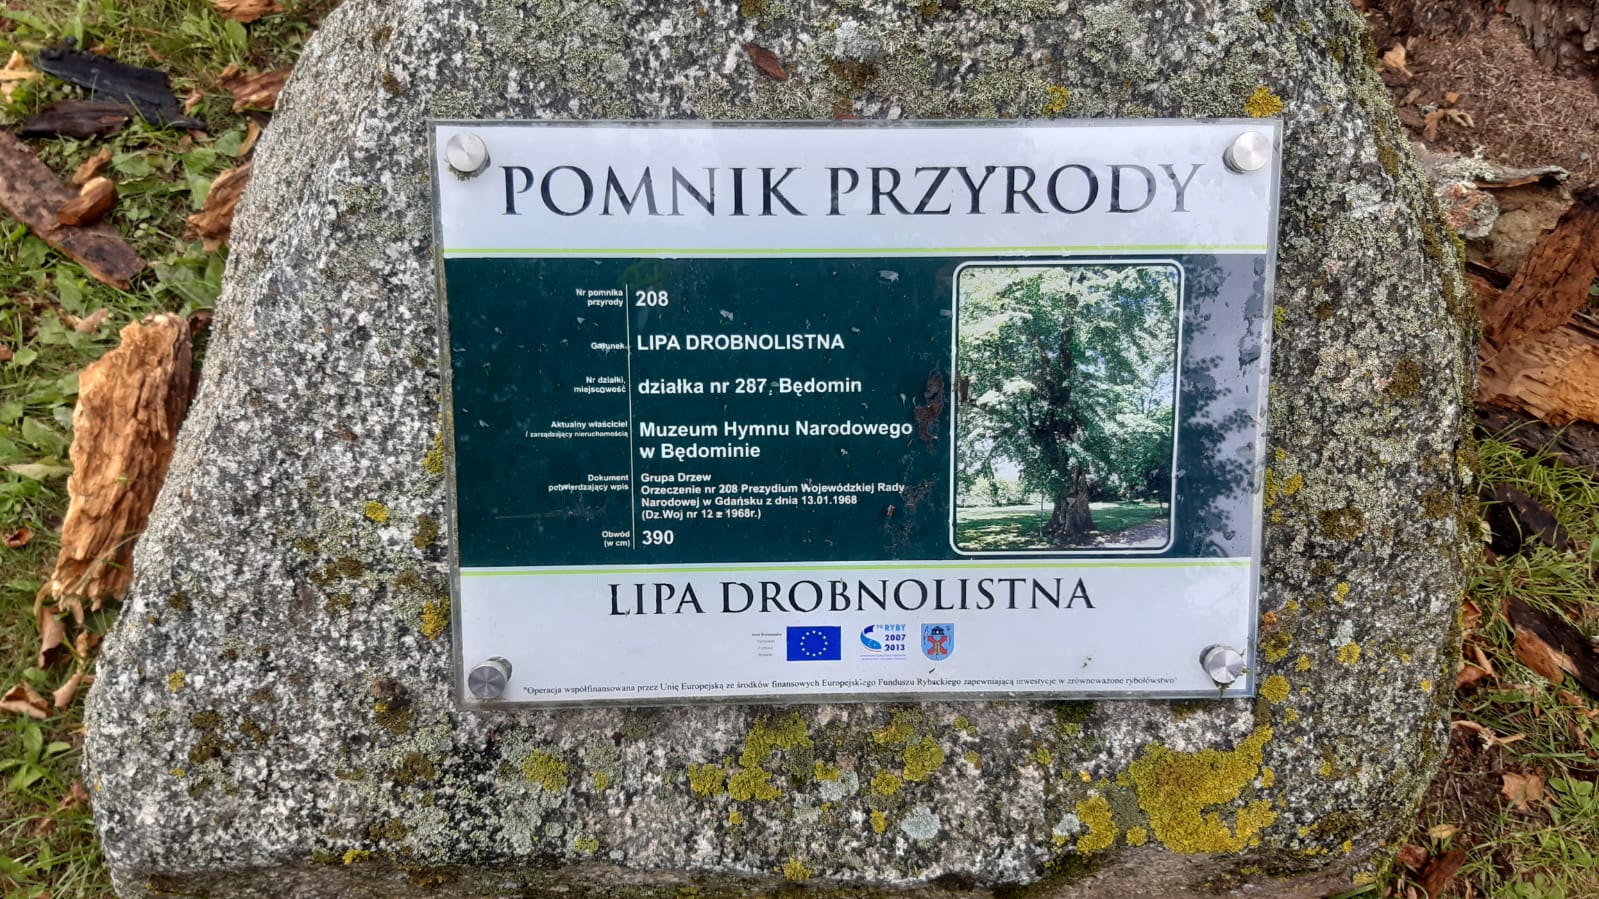 POMNIK PRZYRODY
Nr pomnika
przyrody
208
Gatunek
LIPA DROBNOLISTNA
Nr działki,
miejscowość
działka nr 287, Będomin
Aktualny właściciel
/ zarządzający nieruchomością
Muzeum Hymnu Narodowego
w Będominie
Dokument
potwierdzający wpis
Grupa Drzew
Orzeczenie nr 208 Prezydium Wojewódzkiej Rady
Narodowej w Gdańsku z dnia 13.01.1968
(Dz.Woj nr 12 z 1968r.)
Obwód
(w cm)
390
LIPA DROBNOLISTNA
PO RYBY
2007
2013
"Operacja współfinansowana przez Unię Europejską ze środków finansowych Europejskiego Funduszu Rybackiego zapewniającą inwestycje w zrównoważone rybołówstwo"